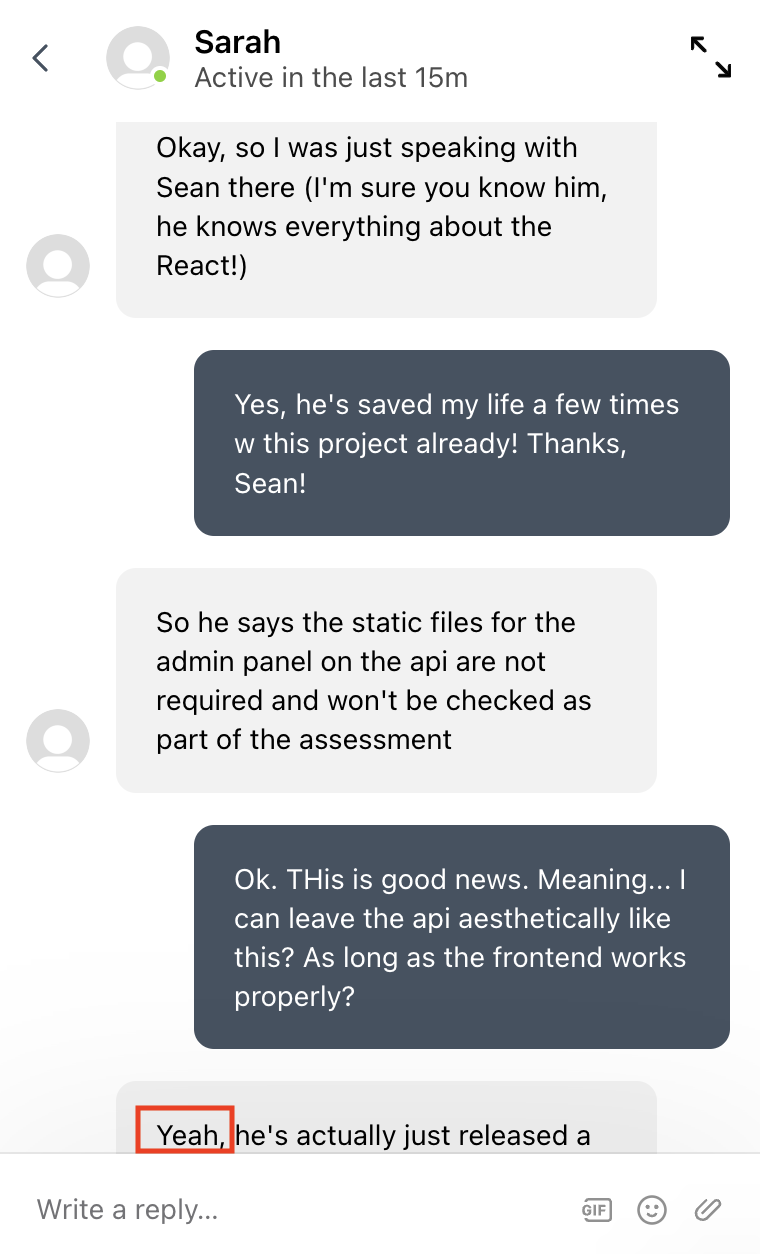 Sarah
Active in the last 15m
Okay, so I was just speaking with
Sean there (I'm sure you know him,
he knows everything about the
React!)
Yes, he's saved my life a few times
w this project already! Thanks,
Sean!
So he says the static files for the
admin panel on the api are not
required and won't be checked as
part of the assessment
Ok. THis is good news. Meaning... I
can leave the api aesthetically like
this? As long as the frontend works
properly?
Yeah, he's actually just released a
Write a reply...
GIF